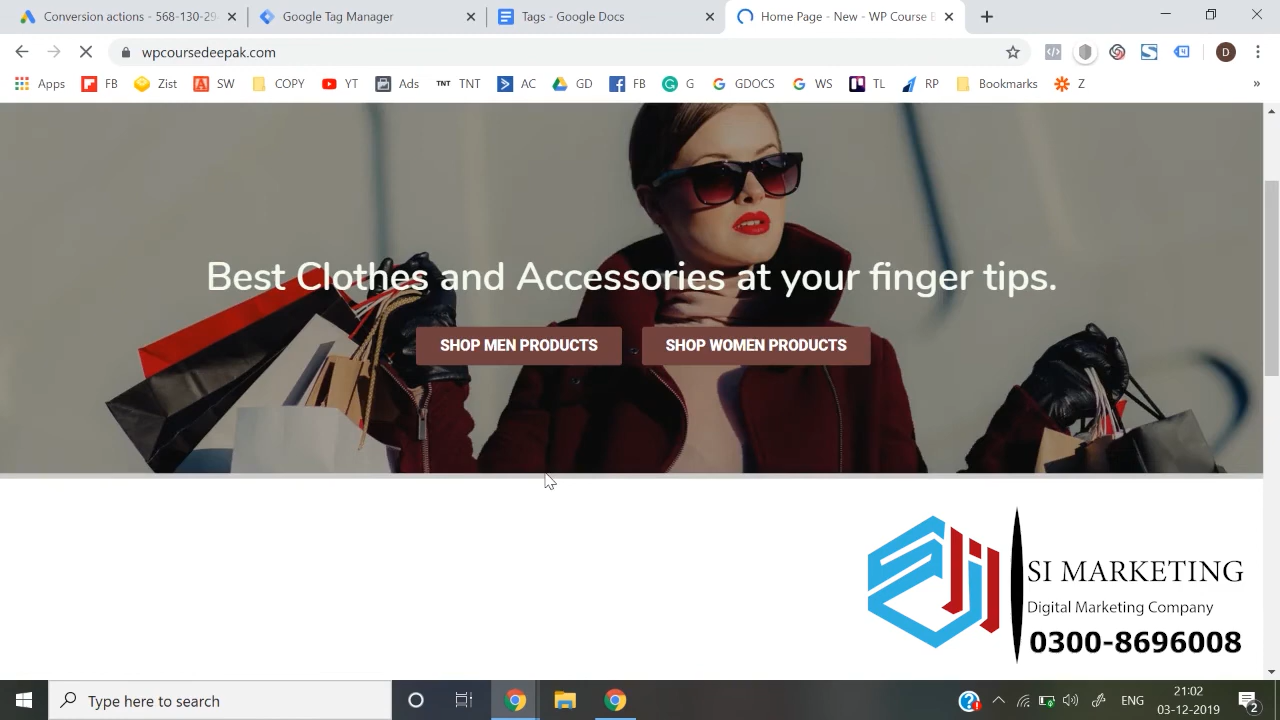 Conversion actions - 568-130-29
Google Tag Manager
Tags - Google Docs
Home Page - New - WP Course
wpcoursedeepak.com
D
Apps
FB
Zist
SW
COPY
YT
Ads
TNT TNT
AC
GD
FB
G
GDOCS
WS
TL
RP
Bookmarks
Z
»
Best Clothes and Accessories at your finger tips.
SHOP MEN PRODUCTS
SHOP WOMEN PRODUCTS
SI MARKETING
Digital Marketing Company
0300-8696008
Type here to search
ENG
21:02
03-12-2019
2